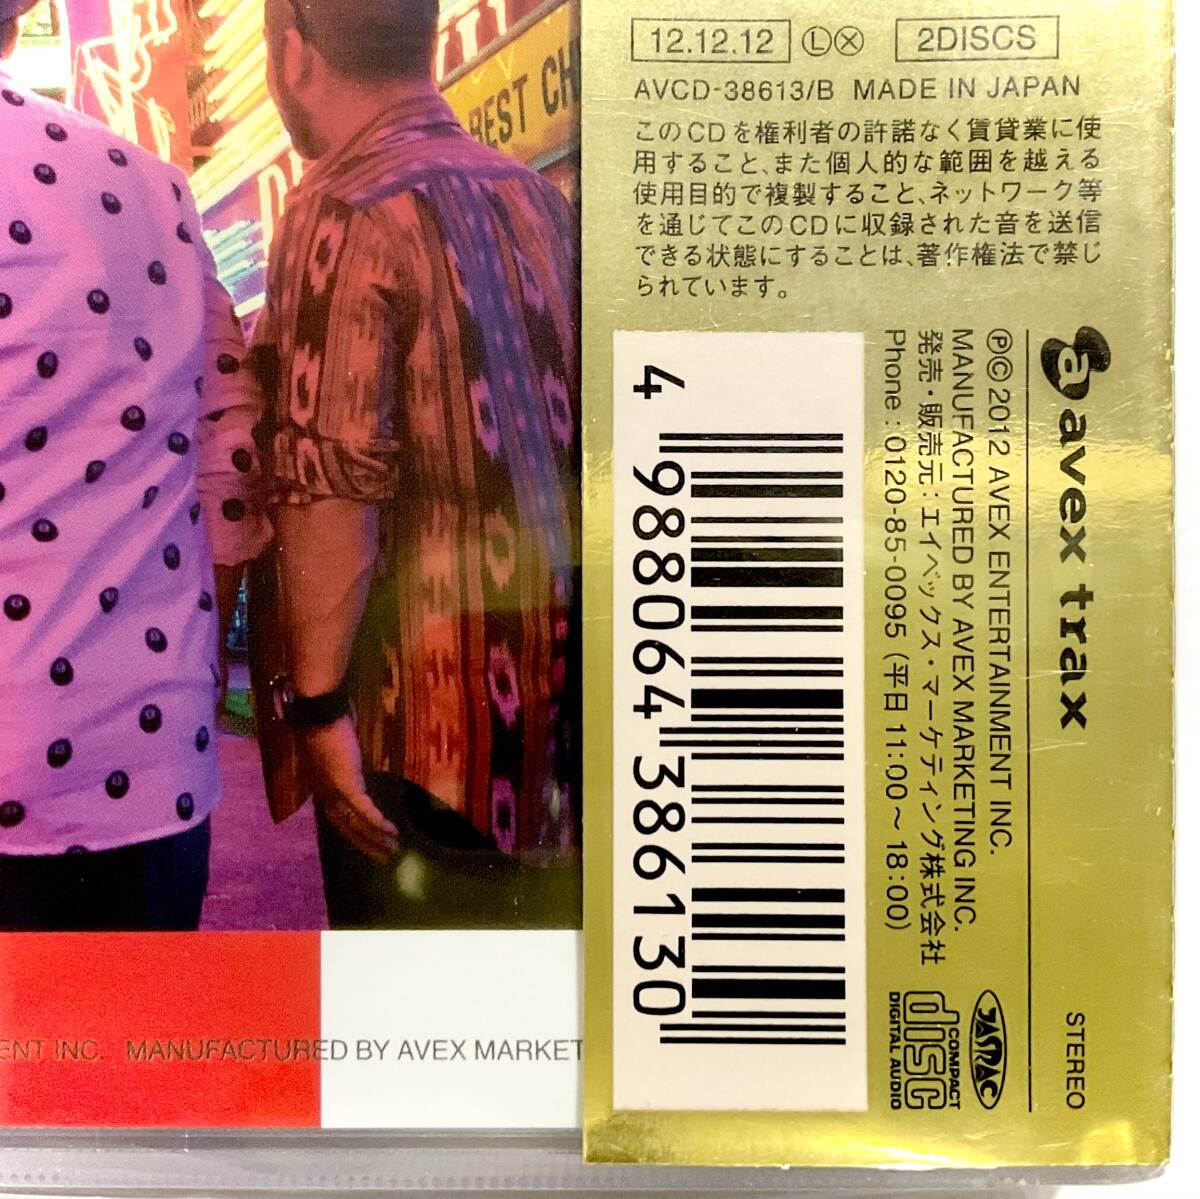 12.12.12 Ⓛ Ⓧ 2DISCS
AVCD-38613/B MADE IN JAPAN
このCDを権利者の許諾なく賃貸業に使
用すること、また個人的な範囲を越える
使用目的で複製すること、ネットワーク等
を通じてこのCDに収録された音を送信
できる状態にすることは、著作権法で禁じ
られています。
a avex trax
STEREO
ⓅⒸ2012 AVEX ENTERTAINMENT INC.
MANUFACTURED BY AVEX MARKETING INC.
発売・販売元:エイベックス・マーケティング株式会社
Phone:0120-85-0095 (平日 11:00〜18:00)
JASRAC
COMPACT
disc
DIGITAL AUDIO
4 988064 386130
BEST CH
ENT INC. MANUFACTURED BY AVEX MARKET